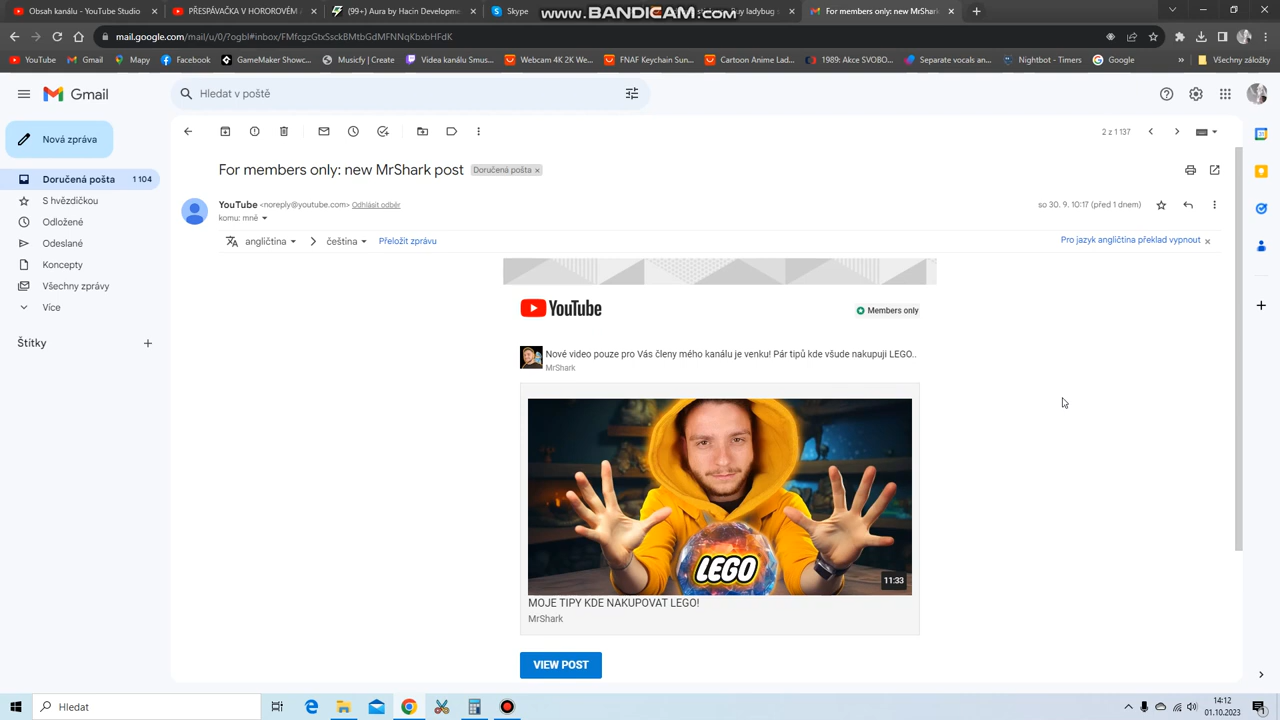 Obsah kanálu - YouTube Studio
PŘESPÁVAČKA V HOROROVÉM
(99+) Aura by Hacin Developme
Skype
www.BANDICAM.com
y ladybug
For members only: new MrShark
mail.google.com/mail/u/0/?ogbl#inbox/FMfcgzGtxSsckBMtbGdMFNNqKbxbHFdK
YouTube
Gmail
Mapy
Facebook
GameMaker Showc...
Musicfy | Create
Videa kanálu Smus...
Webcam 4K 2K We...
FNAF Keychain Sun...
Cartoon Anime Lad...
1989: Akce SVOBO...
Separate vocals an...
Nightbot - Timers
Google
»
Všechny záložky
Gmail
Hledat v poště
Nová zpráva
2 z 1 137
Doručená pošta 1 104
S hvězdičkou
Odložené
Odeslané
Koncepty
Všechny zprávy
Více
Štítky
For members only: new MrShark post Doručená pošta ×
YouTube <noreply@youtube.com> Odhlásit odběr
so 30. 9. 10:17 (před 1 dnem)
komu: mně
angličtina > čeština Přeložit zprávu
Pro jazyk angličtina překlad vypnout ×
YouTube
Members only
Nové video pouze pro Vás členy mého kanálu je venku! Pár tipů kde všude nakupuji LEGO..
MrShark
LEGO
11:33
MOJE TIPY KDE NAKUPOVAT LEGO!
MrShark
VIEW POST
Hledat
14:12
01.10.2023